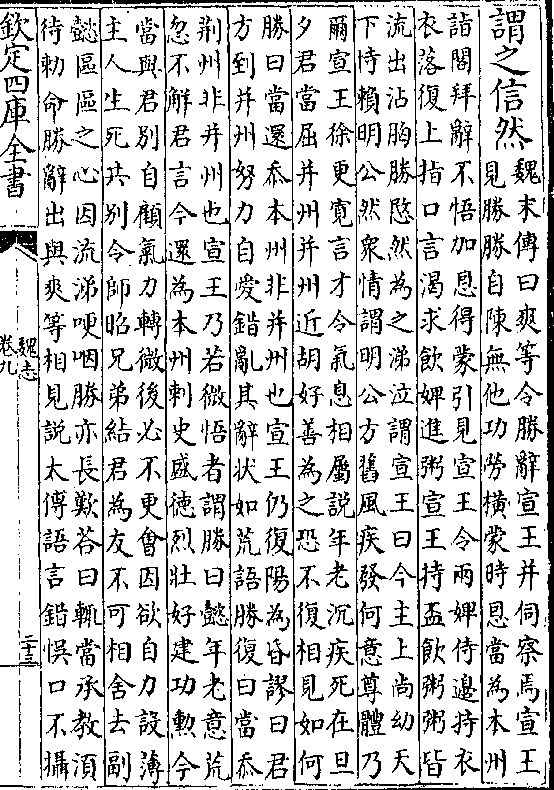 謂之信然
魏末傳曰爽等令勝辭宣王并伺察焉宣王
見勝勝自陳無他功勞橫蒙時恩當為本州
詣閤拜辭不悟加恩得蒙引見宣王令兩婢侍邊持衣
衣落復上指口言渴求飲婢進粥宣王持盃飲粥粥皆
流出沾胸勝愍然為之涕泣謂宣王曰今主上尚幼天
下恃賴明公然衆情謂明公方舊風疾發何意尊體乃
爾宣王徐更寬言才令氣息相屬説年老沉疾死在旦
夕君當屈并州并州近胡好善為之恐不復相見如何
勝曰當還忝本州非并州也宣王仍復陽為昏謬曰君
方到并州努力自愛錯亂其辭狀如荒語勝復曰當忝
荆州非并州也宣王乃若微悟者謂勝曰懿年老意荒
忽不解君言今還為本州刺史盛徳烈壯好建功勲今
當與君别自顧氣力轉微後必不更會因欲自力設薄
主人生死共别令師昭兄弟結君為友不可相舍去副
懿區區之心因流涕哽咽勝亦長歎荅曰輒當承教須
待勅命勝辭出與爽等相見説太傅語言錯悮口不攝
欽定四庫全書
魏志
卷九
二十三